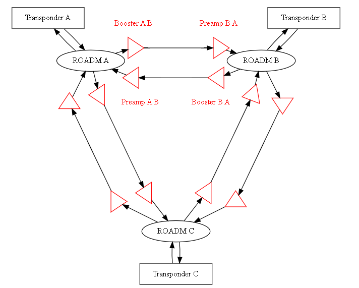 Transponder A
Transponder B
Booster A B
Preamp B A
ROADM A
ROADM B
Preamp A B
Booster B A
ROADM C
Transponder C